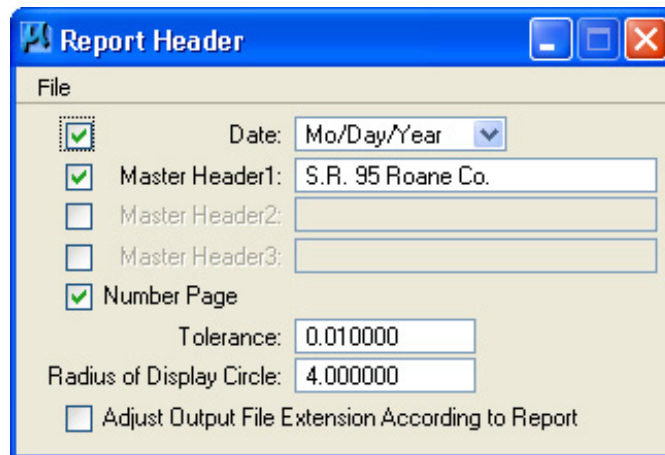 Report Header
File
Date: Mo/Day/Year
Master Header1: S.R. 95 Roane Co.
Master Header2:
Master Header3:
Number Page
Tolerance: 0.010000
Radius of Display Circle: 4.000000
Adjust Output File Extension According to Report